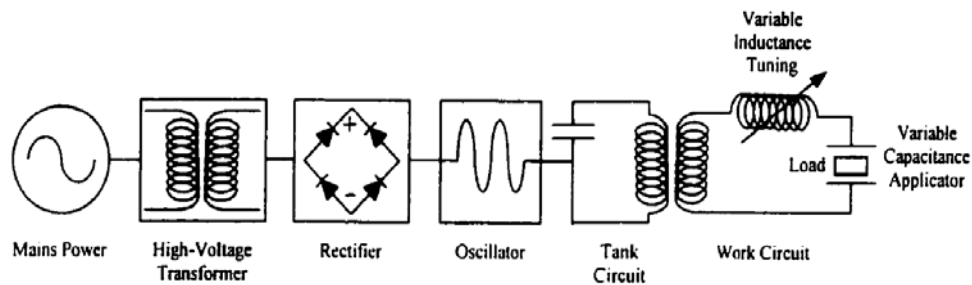 Variable
Inductance
Tuning
+
-
Load
Variable
Capacitance
Applicator
Mains Power
High-Voltage
Transformer
Rectifier
Oscillator
Tank
Circuit
Work Circuit